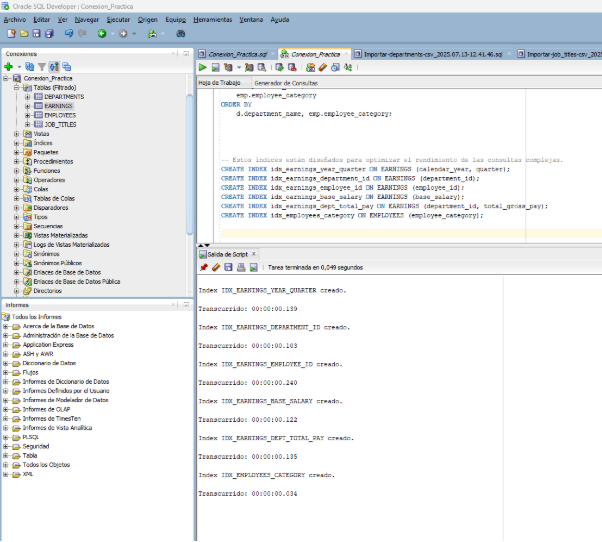 Oracle SQL Developer : Conexion_Practica
Archivo Editar Ver Navegar Ejecutar Origen Equipo Herramientas Ventana Ayuda
Conexiones
Conexion_Practica
Tablas (Filtrado)
DEPARTMENTS
EARNINGS
EMPLOYEES
JOB_TITLES
Vistas
Índices
Paquetes
Procedimientos
Funciones
Operadores
Colas
Tablas de Colas
Disparadores
Tipos
Secuencias
Vistas Materializadas
Logs de Vistas Materializadas
Sinónimos
Sinónimos Públicos
Enlaces de Base de Datos
Enlaces de Base de Datos Pública
Directorios
Informes
Todos los Informes
Acerca de la Base de Datos
Administración de la Base de Datos
Application Express
ASH y AWR
Diccionario de Datos
Flujos
Informes de Diccionario de Datos
Informes Definidos por el Usuario
Informes de Modelador de Datos
Informes de OLAP
Informes de TimesTen
Informes de Vista Analítica
PLSQL
Seguridad
Tabla
Todos los Objetos
XML
Conexion_Practica.sql Conexion_Practica Importar-departments-csv_2025.07.13-12.41.46.sql Importar-job_titles-csv_2025
Hoja de Trabajo Generador de Consultas
emp.employee_category
ORDER BY
d.department_name, emp.employee_category;
-- Estos índices están diseñados para optimizar el rendimiento de las consultas complejas.
CREATE INDEX idx_earnings_year_quarter ON EARNINGS (calendar_year, quarter);
CREATE INDEX idx_earnings_department_id ON EARNINGS (department_id);
CREATE INDEX idx_earnings_employee_id ON EARNINGS (employee_id);
CREATE INDEX idx_earnings_base_salary ON EARNINGS (base_salary);
CREATE INDEX idx_earnings_dept_total_pay ON EARNINGS (department_id, total_gross_pay);
CREATE INDEX idx_employees_category ON EMPLOYEES (employee_category);
Salida de Script
Tarea terminada en 0,049 segundos
Index IDX_EARNINGS_YEAR_QUARTER creado.
Transcurrido: 00:00:00.139
Index IDX_EARNINGS_DEPARTMENT_ID creado.
Transcurrido: 00:00:00.103
Index IDX_EARNINGS_EMPLOYEE_ID creado.
Transcurrido: 00:00:00.240
Index IDX_EARNINGS_BASE_SALARY creado.
Transcurrido: 00:00:00.122
Index IDX_EARNINGS_DEPT_TOTAL_PAY creado.
Transcurrido: 00:00:00.135
Index IDX_EMPLOYEES_CATEGORY creado.
Transcurrido: 00:00:00.034